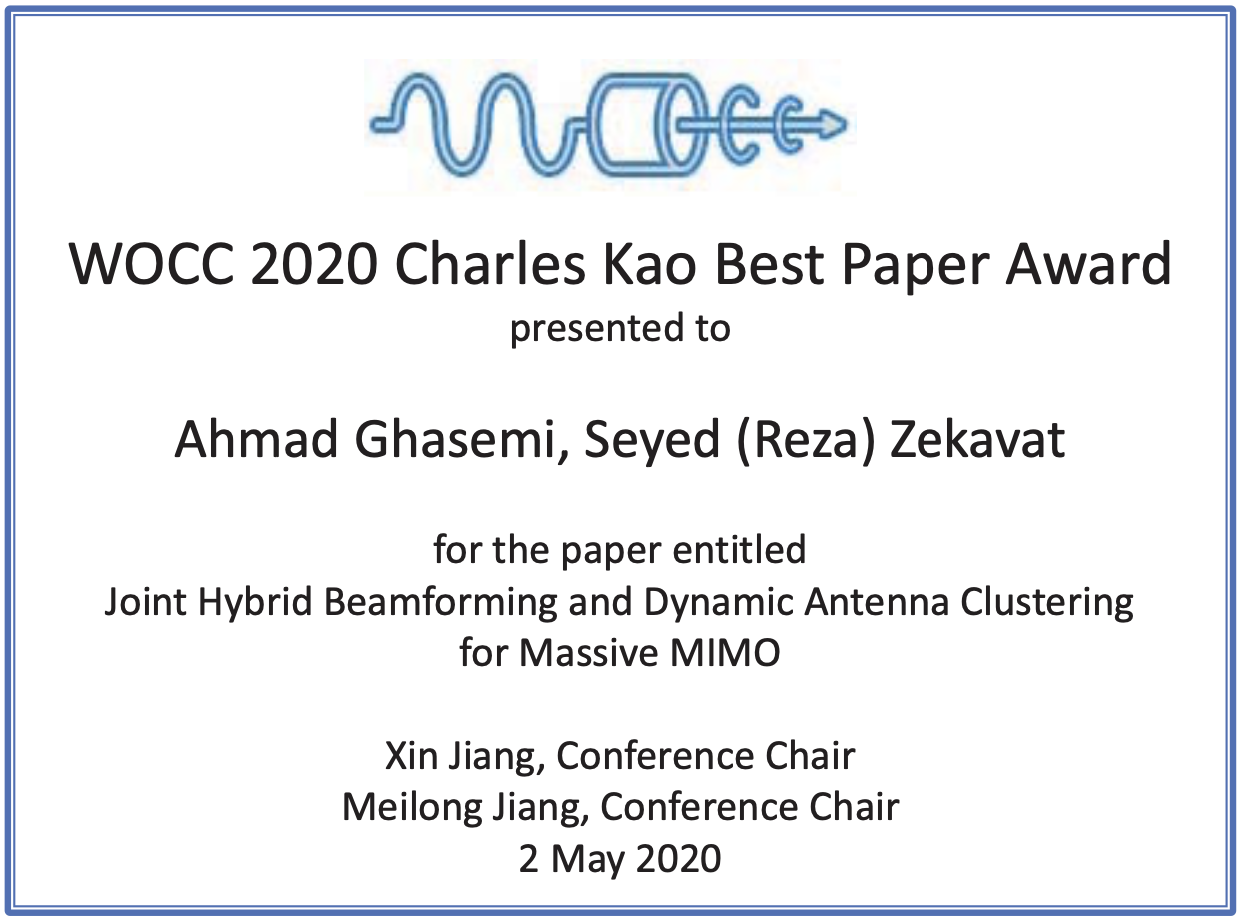 WOCC
WOCC 2020 Charles Kao Best Paper Award
presented to
Ahmad Ghasemi, Seyed (Reza) Zekavat
for the paper entitled
Joint Hybrid Beamforming and Dynamic Antenna Clustering
for Massive MIMO
Xin Jiang, Conference Chair
Meilong Jiang, Conference Chair
2 May 2020